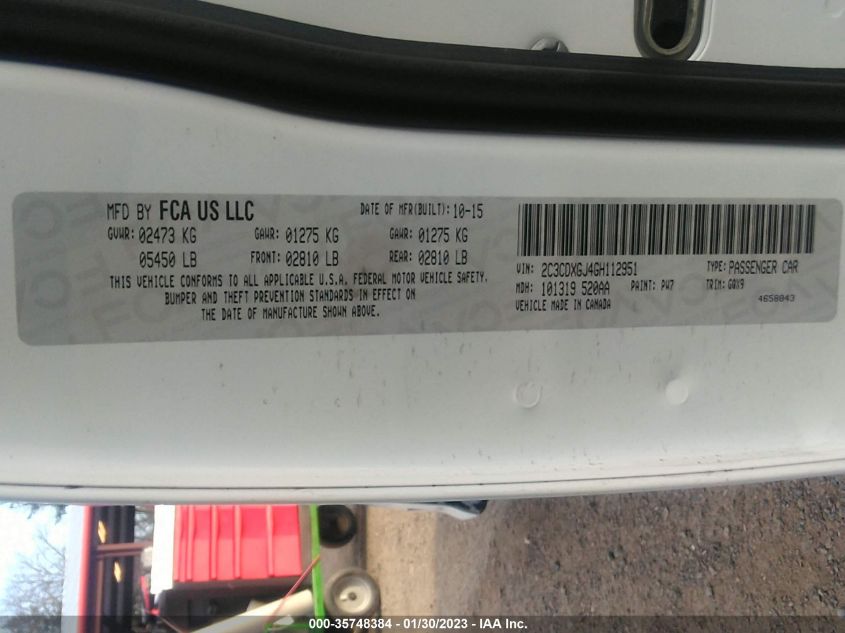 MFD BY FCA US LLC DATE OF MFR(BUILT): 10-15
GVWR: 02473 KG GAWR: 01275 KG GAWR: 01275 KG
05450 LB FRONT: 02810 LB REAR: 02810 LB
THIS VEHICLE CONFORMS TO ALL APPLICABLE U.S.A. FEDERAL MOTOR VEHICLE SAFETY,
BUMPER AND THEFT PREVENTION STANDARDS IN EFFECT ON
THE DATE OF MANUFACTURE SHOWN ABOVE.
VIN: 2C3CDXGJ4GH112951 TYPE: PASSENGER CAR
MDH: 101319 520AA PAINT: PW7 TRIM: GQX9
VEHICLE MADE IN CANADA 4658043
000-35748384 — 01/30/2023 - IAA Inc.